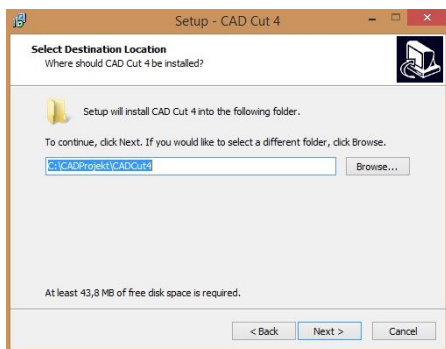 Setup - CAD Cut 4
Select Destination Location
Where should CAD Cut 4 be installed?
Setup will install CAD Cut 4 into the following folder.
To continue, click Next. If you would like to select a different folder, click Browse.
C:\CADProjekt\CADCut4
Browse...
At least 43,8 MB of free disk space is required.
< Back
Next >
Cancel